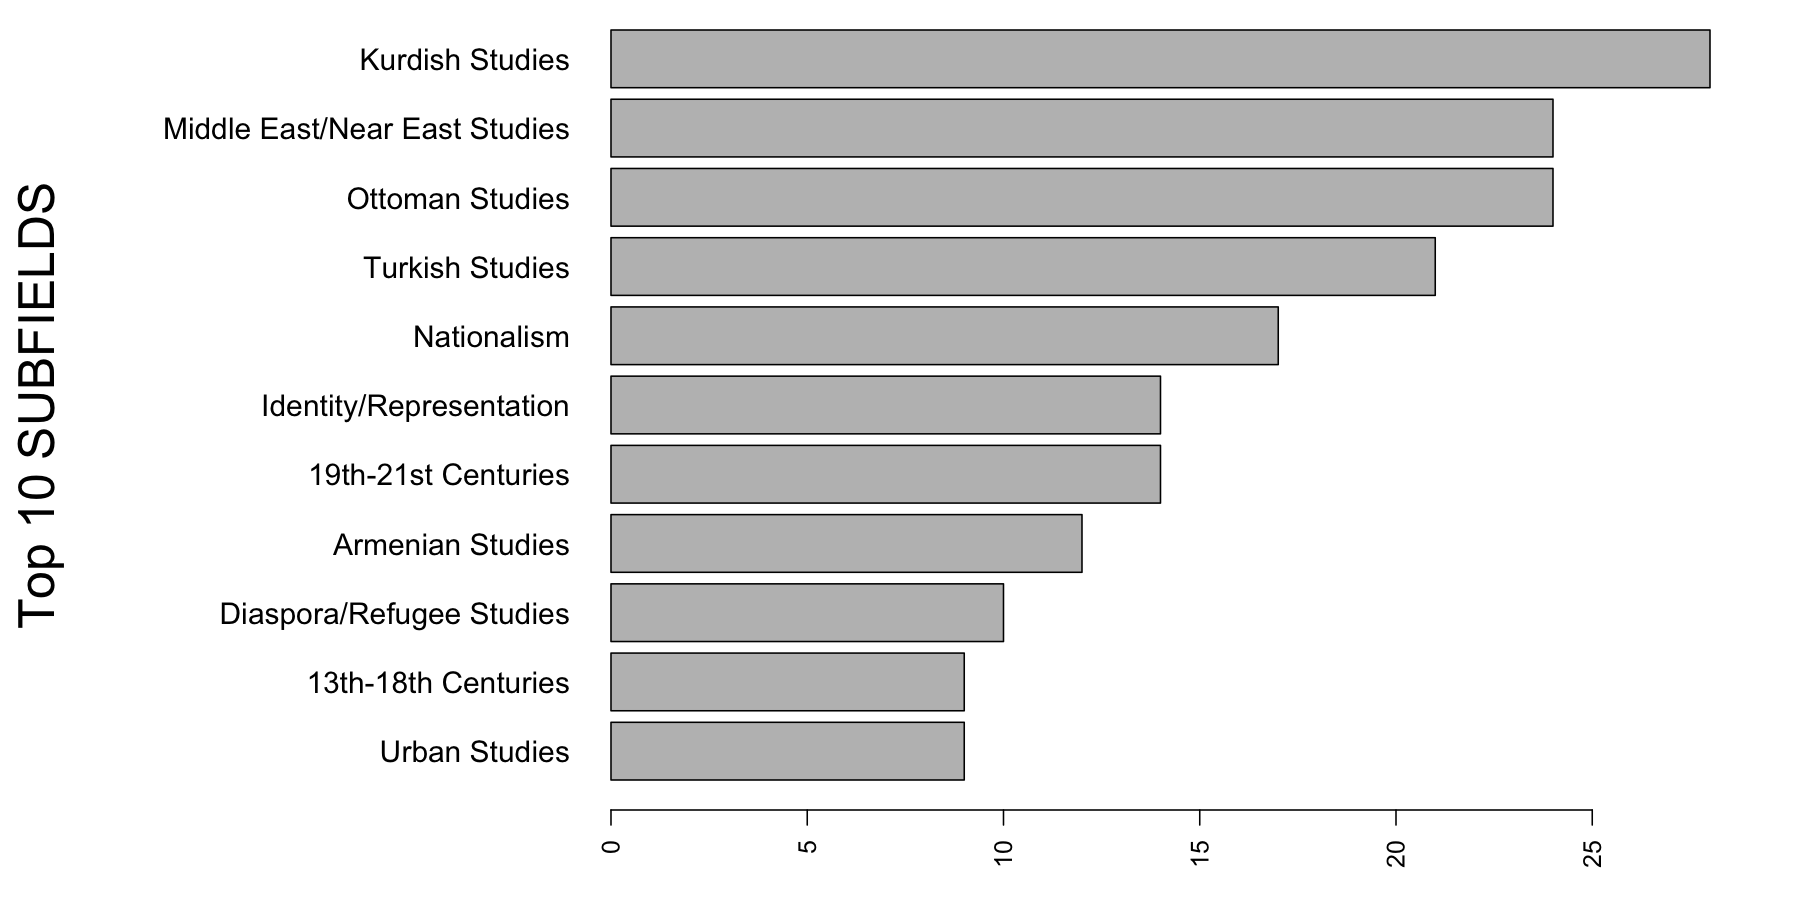 Top 10 SUBFIELDS
Kurdish Studies
Middle East/Near East Studies
Ottoman Studies
Turkish Studies
Nationalism
Identity/Representation
19th-21st Centuries
Armenian Studies
Diaspora/Refugee Studies
13th-18th Centuries
Urban Studies
0 5 10 15 20 25